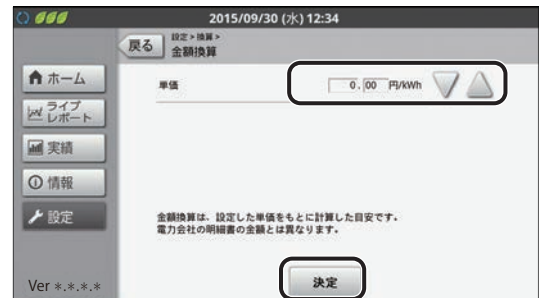 2015/09/30 (水) 12:34
戻る
設定 > 換算 >
金額換算
ホーム
ライブ
レポート
実績
情報
設定
単価
0.00 円/kWh
金額換算は、設定した単価をもとに計算した目安です。
電力会社の明細書の金額とは異なります。
決定
Ver *.*.*.*